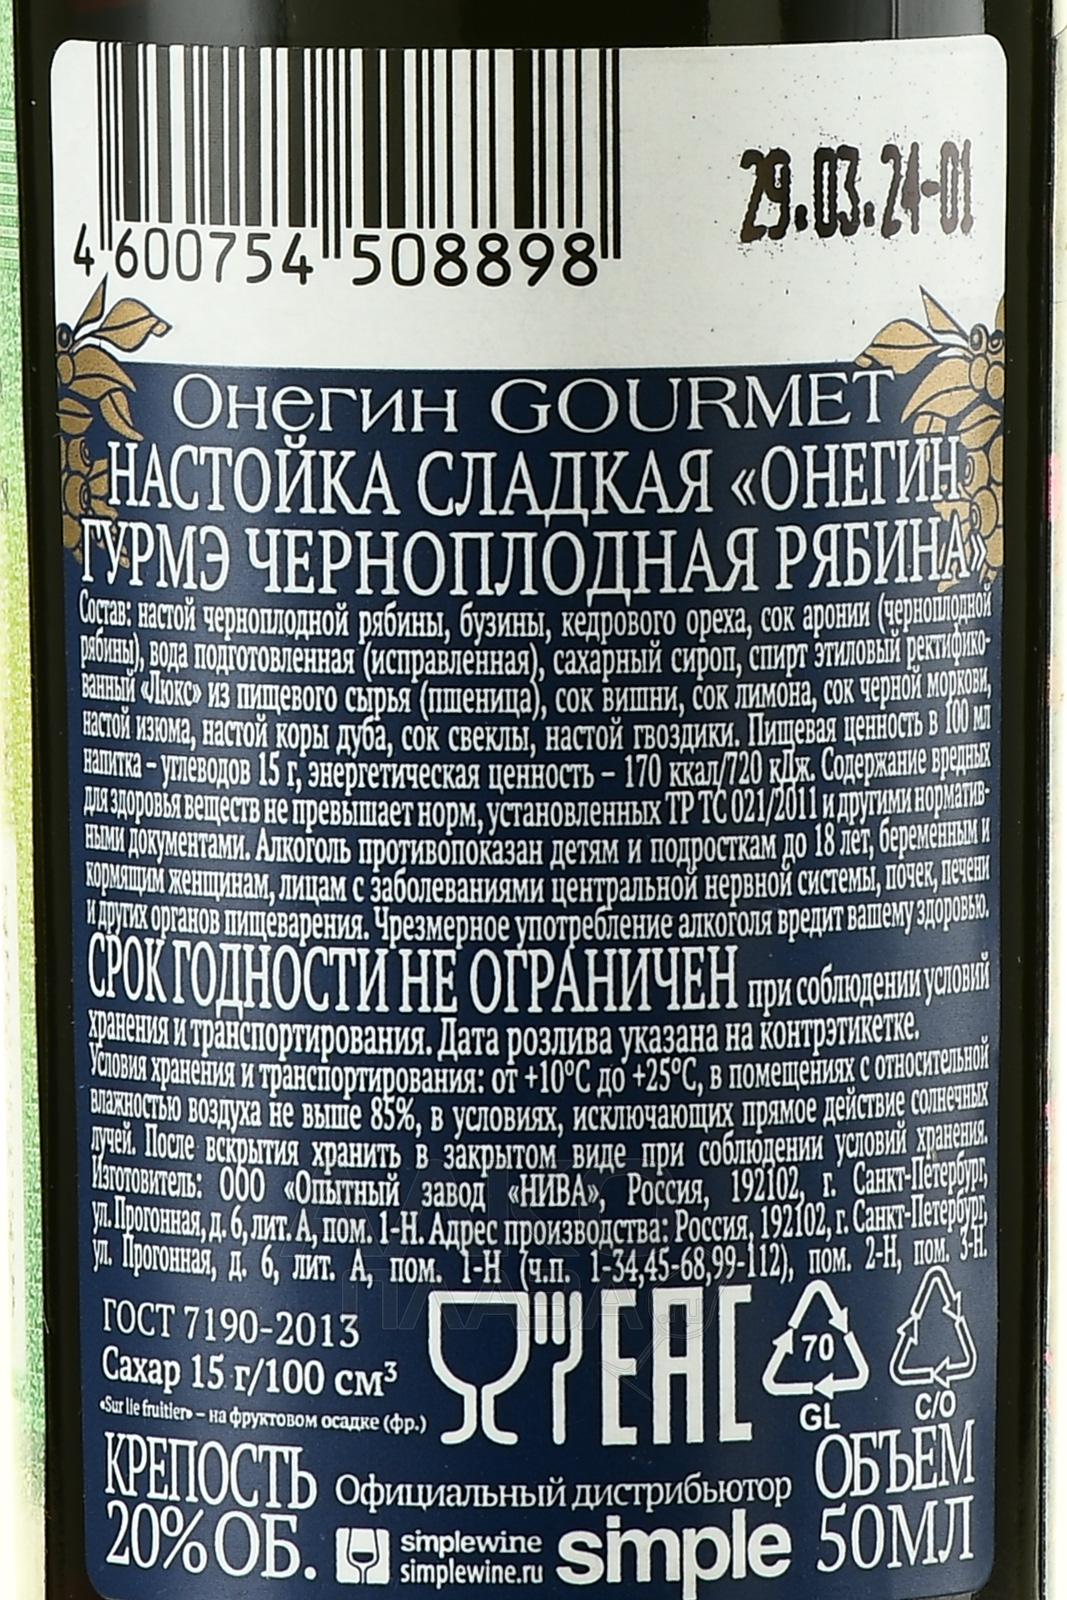 29.03.24-01
4 600754 508898
Онегин GOURMET
НАСТОЙКА СЛАДКАЯ «ОНЕГИН
ГУРМЭ ЧЕРНОПЛОДНАЯ РЯБИНА»
Состав: настой черноплодной рябины, бузины, кедрового ореха, сок аронии (черноплодной
рябины), вода подготовленная (исправленная), сахарный сироп, спирт этиловый ректифико-
ванный «Люкс» из пищевого сырья (пшеница), сок вишни, сок лимона, сок черной моркови,
настой изюма, настой коры дуба, сок свеклы, настой гвоздики. Пищевая ценность в 100 мл
напитка – углеводов 15 г, энергетическая ценность – 170 ккал/720 кДж. Содержание вредных
для здоровья веществ не превышает норм, установленных ТР ТС 021/2011 и другими норматив-
ными документами. Алкоголь противопоказан детям и подросткам до 18 лет, беременным и
кормящим женщинам, лицам с заболеваниями центральной нервной системы, почек, печени
и других органов пищеварения. Чрезмерное употребление алкоголя вредит вашему здоровью.
СРОК ГОДНОСТИ НЕ ОГРАНИЧЕН при соблюдении условий
хранения и транспортирования. Дата розлива указана на контрэтикетке.
Условия хранения и транспортирования: от +10°С до +25°С, в помещениях с относительной
влажностью воздуха не выше 85%, в условиях, исключающих прямое действие солнечных
лучей. После вскрытия хранить в закрытом виде при соблюдении условий хранения.
Изготовитель: ООО «Опытный завод «НИВА», Россия, 192102, г. Санкт-Петербург,
ул. Прогонная, д. 6, лит. А, пом. 1-Н. Адрес производства: Россия, 192102, г. Санкт-Петербург,
ул. Прогонная, д. 6, лит. А, пом. 1-Н (ч.п. 1-34,45-68,99-112), пом. 2-Н, пом. 3-Н.
ГОСТ 7190-2013
Сахар 15 г/100 см³
«Sur lie fruitier» – на фруктовом осадке (фр.)
EAC
70
GL
C/O
КРЕПОСТЬ
20% ОБ.
Официальный дистрибьютор
simplewine
simplewine.ru
simple
ОБЪЕМ
50МЛ